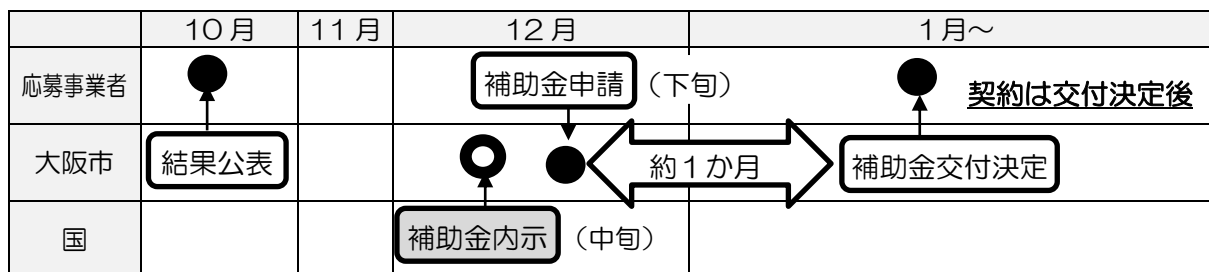 10月 11月 12月 1月～
応募事業者 補助金申請 （下旬） 契約は交付決定後
大阪市 結果公表 約1か月 補助金交付決定
国 補助金内示 （中旬）